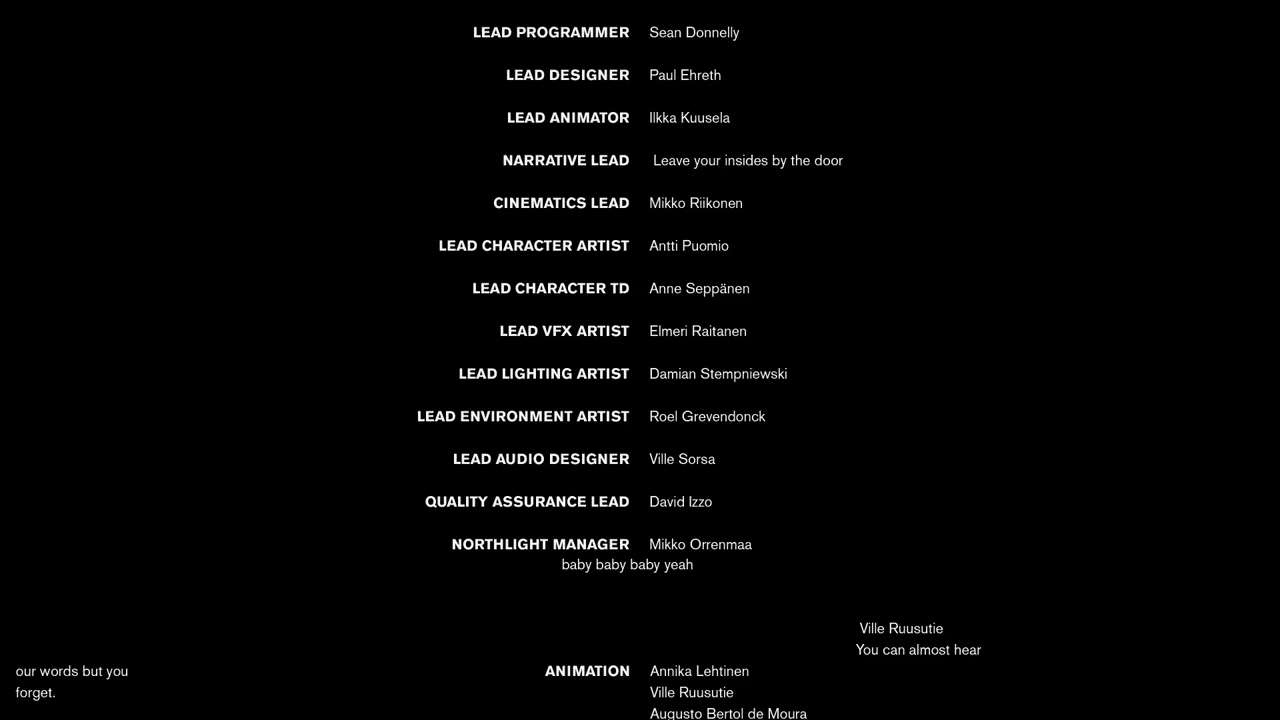 LEAD PROGRAMMER Sean Donnelly
LEAD DESIGNER Paul Ehreth
LEAD ANIMATOR Ilkka Kuusela
NARRATIVE LEAD Leave your insides by the door
CINEMATICS LEAD Mikko Riikonen
LEAD CHARACTER ARTIST Antti Puomio
LEAD CHARACTER TD Anne Seppänen
LEAD VFX ARTIST Elmeri Raitanen
LEAD LIGHTING ARTIST Damian Stempniewski
LEAD ENVIRONMENT ARTIST Roel Grevendonck
LEAD AUDIO DESIGNER Ville Sorsa
QUALITY ASSURANCE LEAD David Izzo
NORTHLIGHT MANAGER Mikko Orrenmaa
baby baby baby yeah
Ville Ruusutie
You can almost hear
our words but you
forget.
ANIMATION Annika Lehtinen
Ville Ruusutie
Augusto Bertol de Moura